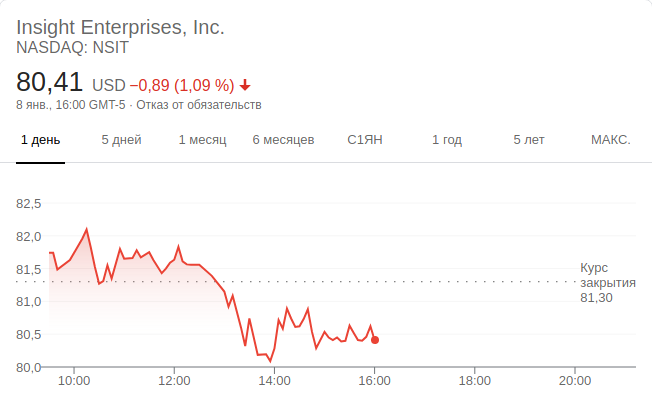 Insight Enterprises, Inc.
NASDAQ: NSIT
80,41 USD −0,89 (1,09 %)
8 янв., 16:00 GMT-5 · Отказ от обязательств
1 день 5 дней 1 месяц 6 месяцев С1ЯН 1 год 5 лет МАКС.
82,5
82,0
81,5
81,0
80,5
80,0
Курс
закрытия
81,30
10:00 12:00 14:00 16:00 18:00 20:00